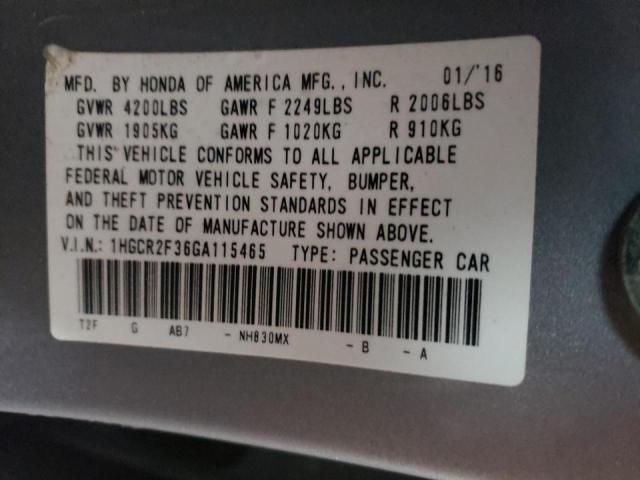 MFD. BY HONDA OF AMERICA MFG., INC. 01/'16
GVWR 4200LBS GAWR F 2249LBS R 2006LBS
GVWR 1905KG GAWR F 1020KG R 910KG
THIS VEHICLE CONFORMS TO ALL APPLICABLE
FEDERAL MOTOR VEHICLE SAFETY, BUMPER,
AND THEFT PREVENTION STANDARDS IN EFFECT
ON THE DATE OF MANUFACTURE SHOWN ABOVE.
V.I.N.: 1HGCR2F36GA115465 TYPE: PASSENGER CAR
T2F G AB7 - NH830MX - B - A